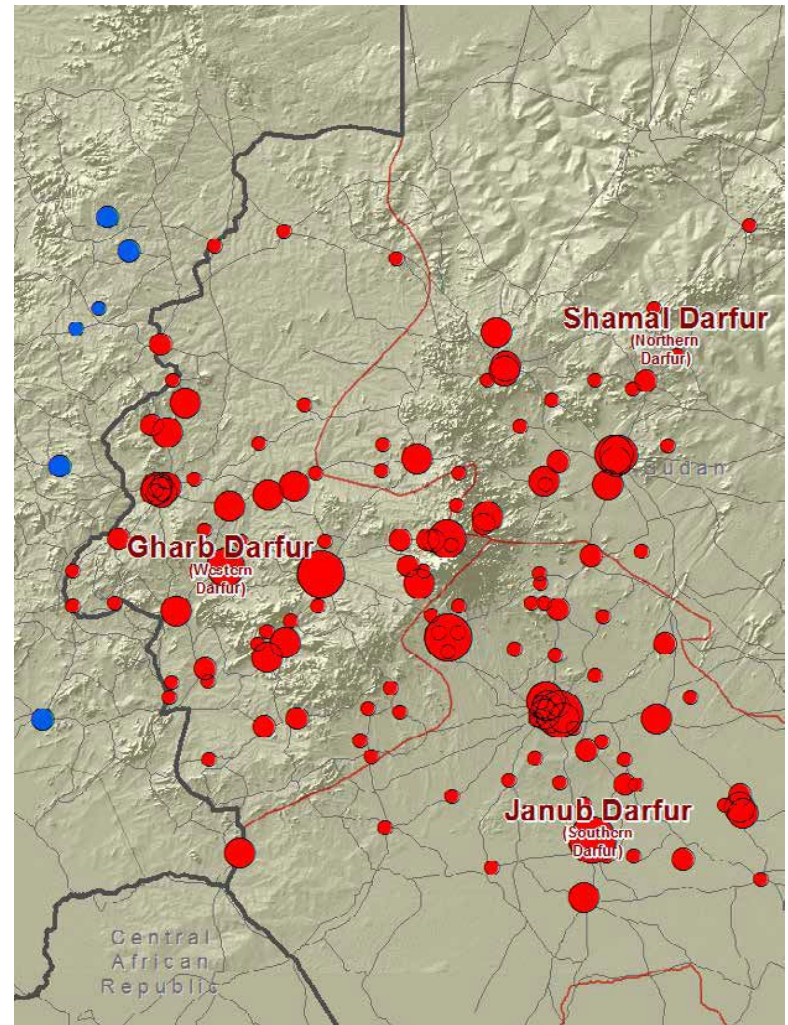 Shamal Darfur
(Northern
Darfur)
Sudan
Gharb Darfur
(Western
Darfur)
Janub Darfur
(Southern
Darfur)
Central
African
Republic